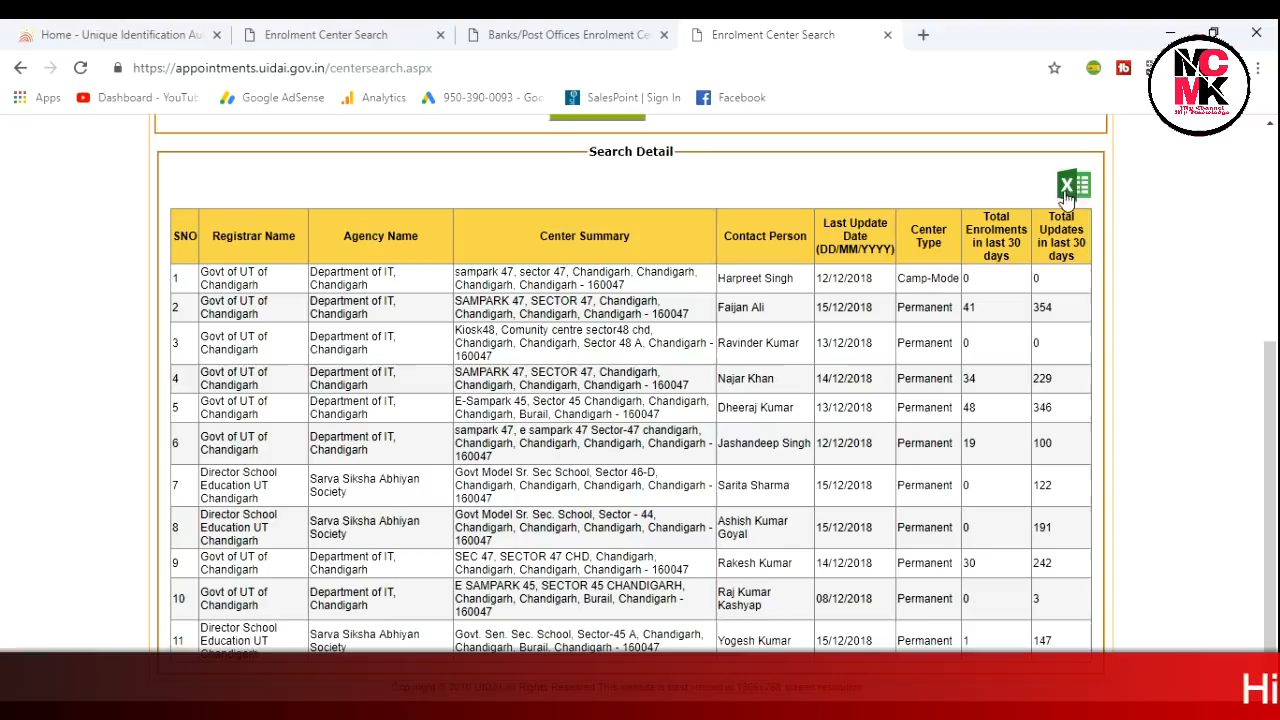 Home - Unique Identification Au
Enrolment Center Search
Banks/Post Offices Enrolment Ce
Enrolment Center Search
https://appointments.uidai.gov.in/centersearch.aspx
Apps
Dashboard - YouTub
Google AdSense
Analytics
950-390-0093 - Goo
SalesPoint | Sign In
Facebook
MC
MK
My Channel
My Knowledge
Search Detail
SNO Registrar Name Agency Name Center Summary Contact Person Last Update Date (DD/MM/YYYY) Center Type Total Enrolments in last 30 days Total Updates in last 30 days
1 Govt of UT of Chandigarh Department of IT, Chandigarh sampark 47, sector 47, Chandigarh, Chandigarh, Chandigarh - 160047 Harpreet Singh 12/12/2018 Camp-Mode 0 0
2 Govt of UT of Chandigarh Department of IT, Chandigarh SAMPARK 47, SECTOR 47, Chandigarh, Chandigarh, Chandigarh, Chandigarh - 160047 Faijan Ali 15/12/2018 Permanent 41 354
3 Govt of UT of Chandigarh Department of IT, Chandigarh Kiosk48, Comunity centre sector48 chd, Chandigarh, Chandigarh, Sector 48 A, Chandigarh - 160047 Ravinder Kumar 13/12/2018 Permanent 0 0
4 Govt of UT of Chandigarh Department of IT, Chandigarh SAMPARK 47, SECTOR 47, Chandigarh, Chandigarh, Chandigarh, Chandigarh - 160047 Najar Khan 14/12/2018 Permanent 34 229
5 Govt of UT of Chandigarh Department of IT, Chandigarh E-Sampark 45, Sector 45 Chandigarh, Chandigarh, Chandigarh, Burail, Chandigarh - 160047 Dheeraj Kumar 13/12/2018 Permanent 48 346
6 Govt of UT of Chandigarh Department of IT, Chandigarh sampark 47, e sampark 47 Sector-47 chandigarh, Chandigarh, Chandigarh, Chandigarh, Chandigarh - 160047 Jashandeep Singh 12/12/2018 Permanent 19 100
7 Director School Education UT Chandigarh Sarva Siksha Abhiyan Society Govt Model Sr. Sec School, Sector 46-D, Chandigarh, Chandigarh, Chandigarh, Chandigarh - 160047 Sarita Sharma 15/12/2018 Permanent 0 122
8 Director School Education UT Chandigarh Sarva Siksha Abhiyan Society Govt Model Sr. Sec. School, Sector - 44, Chandigarh, Chandigarh, Chandigarh, Chandigarh - 160047 Ashish Kumar Goyal 15/12/2018 Permanent 0 191
9 Govt of UT of Chandigarh Department of IT, Chandigarh SEC 47, SECTOR 47 CHD, Chandigarh, Chandigarh, Chandigarh, Chandigarh - 160047 Rakesh Kumar 14/12/2018 Permanent 30 242
10 Govt of UT of Chandigarh Department of IT, Chandigarh E SAMPARK 45, SECTOR 45 CHANDIGARH, Chandigarh, Chandigarh, Burail, Chandigarh - 160047 Raj Kumar Kashyap 08/12/2018 Permanent 0 3
11 Director School Education UT Chandigarh Sarva Siksha Abhiyan Society Govt. Sen. Sec. School, Sector-45 A, Chandigarh, Chandigarh, Burail, Chandigarh - 160047 Yogesh Kumar 15/12/2018 Permanent 1 147
Hi